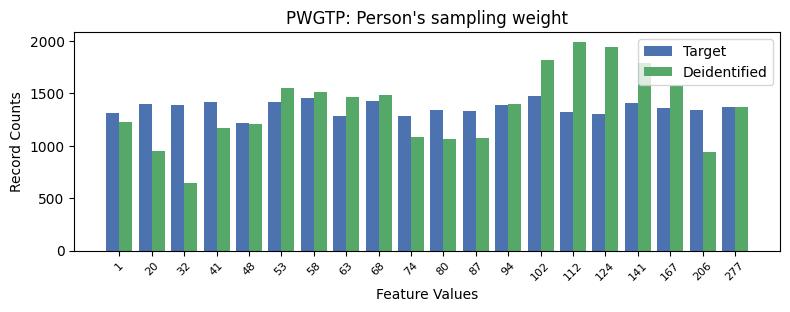 PWGTP: Person's sampling weight
Target
Deidentified
Record Counts
2000
1500
1000
500
0
1 20 32 41 48 53 58 63 68 74 80 87 94 102 112 124 141 167 206 277
Feature Values